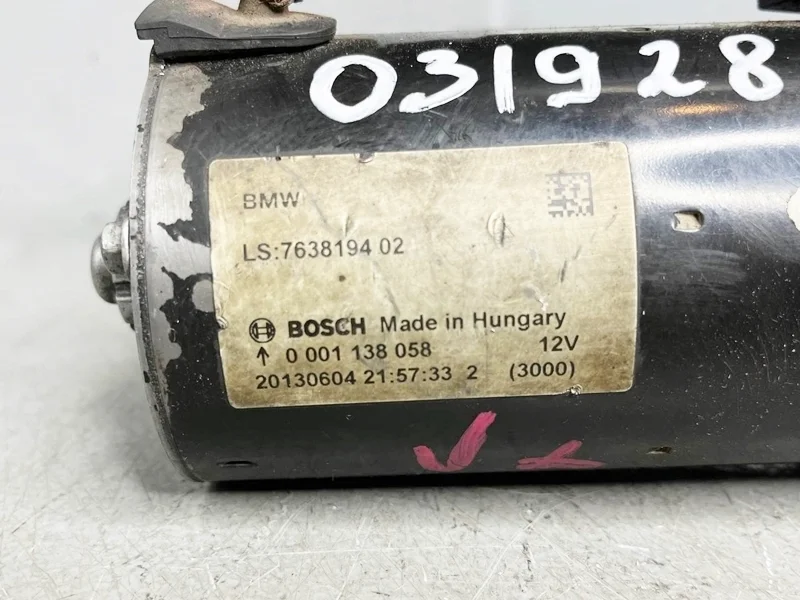 031928
BMW
LS:7638194 02
BOSCH Made in Hungary
0 001 138 058 12V
20130604 21:57:33 2 (3000)